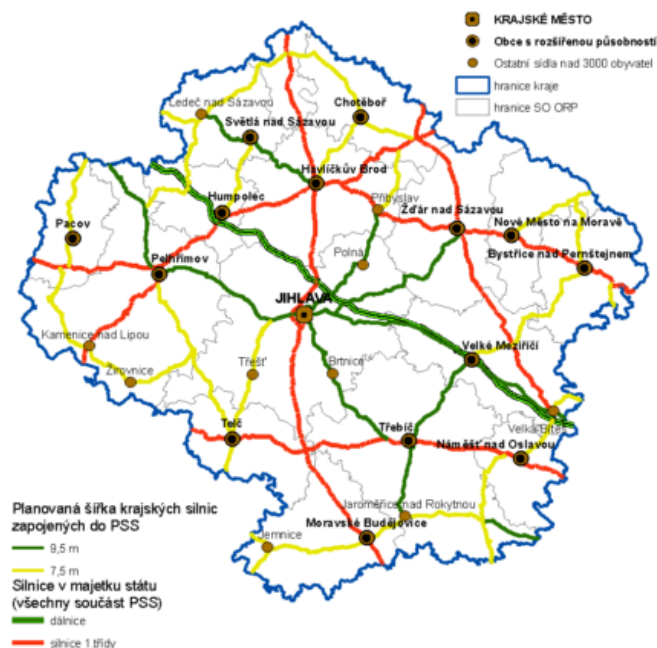 KRAJSKÉ MĚSTO
Obce s rozšířenou působností
Ostatní sídla nad 3000 obyvatel
hranice kraje
hranice SO ORP
Chotěboř
Ledeč nad Sázavou
Světlá nad Sázavou
Havlíčkův Brod
Humpolec
Přibyslav
Žďár nad Sázavou
Nové Město na Moravě
Pacov
Bystřice nad Pernštejnem
Polná
Pelhřimov
JIHLAVA
Kamenice nad Lipou
Velké Meziříčí
Třešť
Brtnice
Žirovnice
Velká Bíteš
Telč
Třebíč
Náměšť nad Oslavou
Jaroměřice nad Rokytnou
Moravské Budějovice
Jemnice
Planovaná šířka krajských silnic
zapojených do PSS
9,5 m
7,5 m
Silnice v majetku státu
(všechny součást PSS)
dálnice
silnice 1.třídy